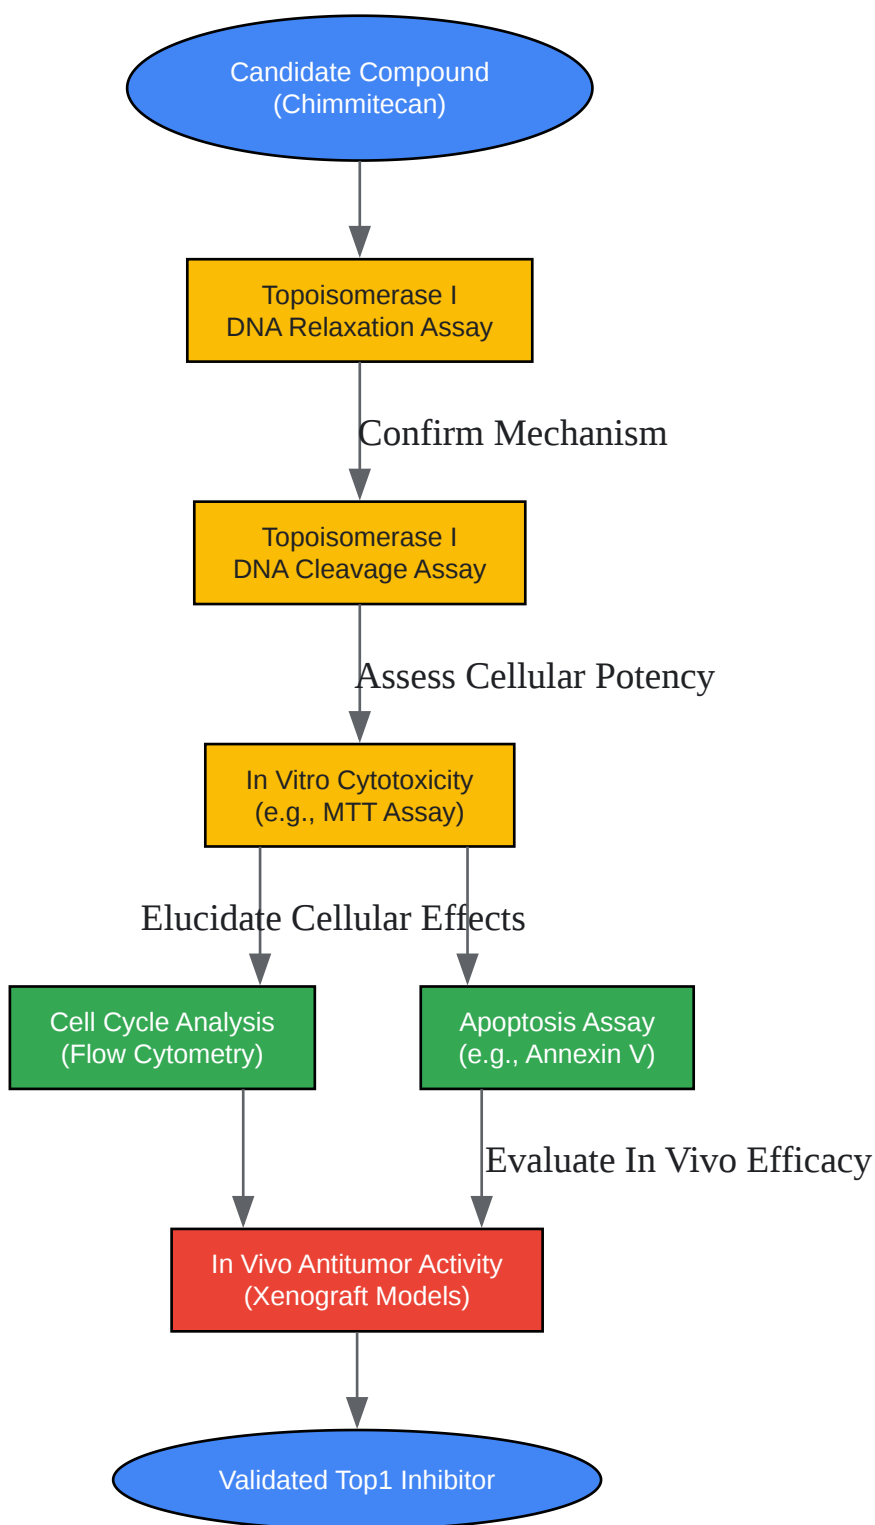 Candidate Compound
(Chimmitecan)
Topoisomerase I
DNA Relaxation Assay
Confirm Mechanism
Topoisomerase I
DNA Cleavage Assay
Assess Cellular Potency
In Vitro Cytotoxicity
(e.g., MTT Assay)
Elucidate Cellular Effects
Cell Cycle Analysis
(Flow Cytometry)
Apoptosis Assay
(e.g., Annexin V)
Evaluate In Vivo Efficacy
In Vivo Antitumor Activity
(Xenograft Models)
Validated Top1 Inhibitor